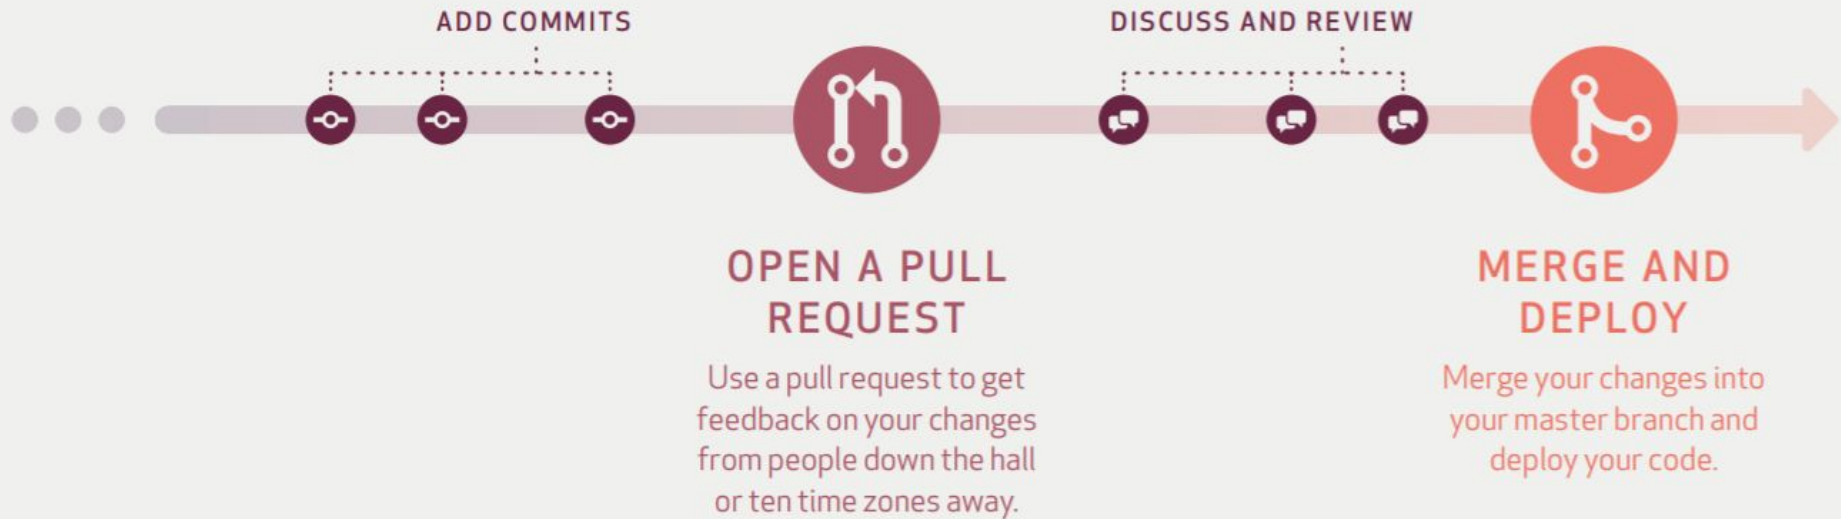 ADD COMMITS
DISCUSS AND REVIEW
OPEN A PULL
REQUEST
Use a pull request to get
feedback on your changes
from people down the hall
or ten time zones away.
MERGE AND
DEPLOY
Merge your changes into
your master branch and
deploy your code.